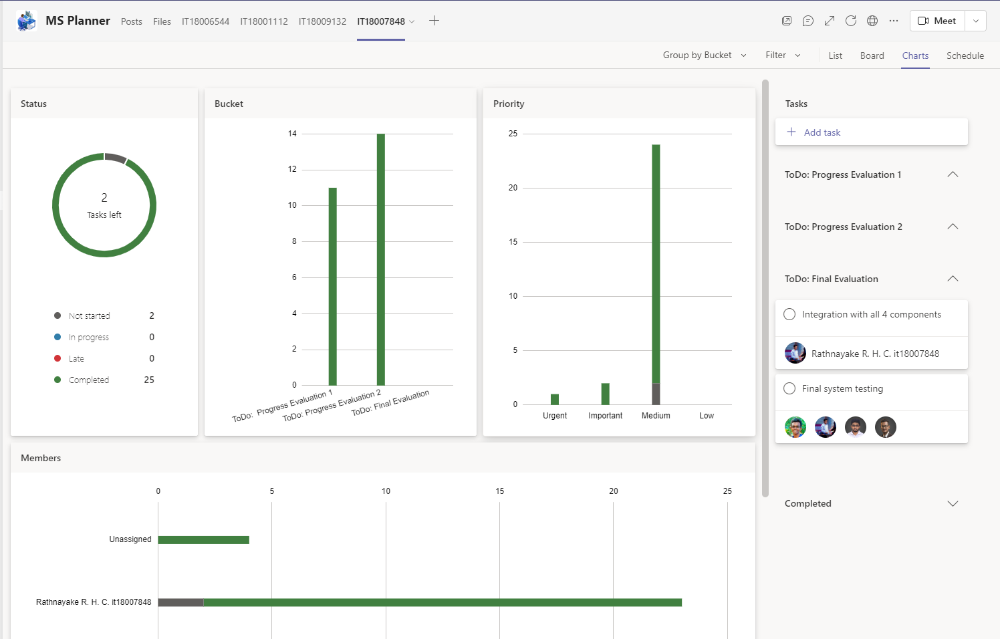 MS Planner
Posts
Files
IT18006544
IT18001112
IT18009132
IT18007848
Meet
Group by Bucket
Filter
List
Board
Charts
Schedule
Status
2
Tasks left
Not started 2
In progress 0
Late 0
Completed 25
Bucket
14
12
10
8
6
4
2
0
ToDo: Progress Evaluation 1
ToDo: Progress Evaluation 2
ToDo: Final Evaluation
Priority
25
20
15
10
5
0
Urgent
Important
Medium
Low
Members
0 5 10 15 20 25
Unassigned
Rathnayake R. H. C. it18007848
Tasks
Add task
ToDo: Progress Evaluation 1
ToDo: Progress Evaluation 2
ToDo: Final Evaluation
Integration with all 4 components
Rathnayake R. H. C. it18007848
Final system testing
Completed